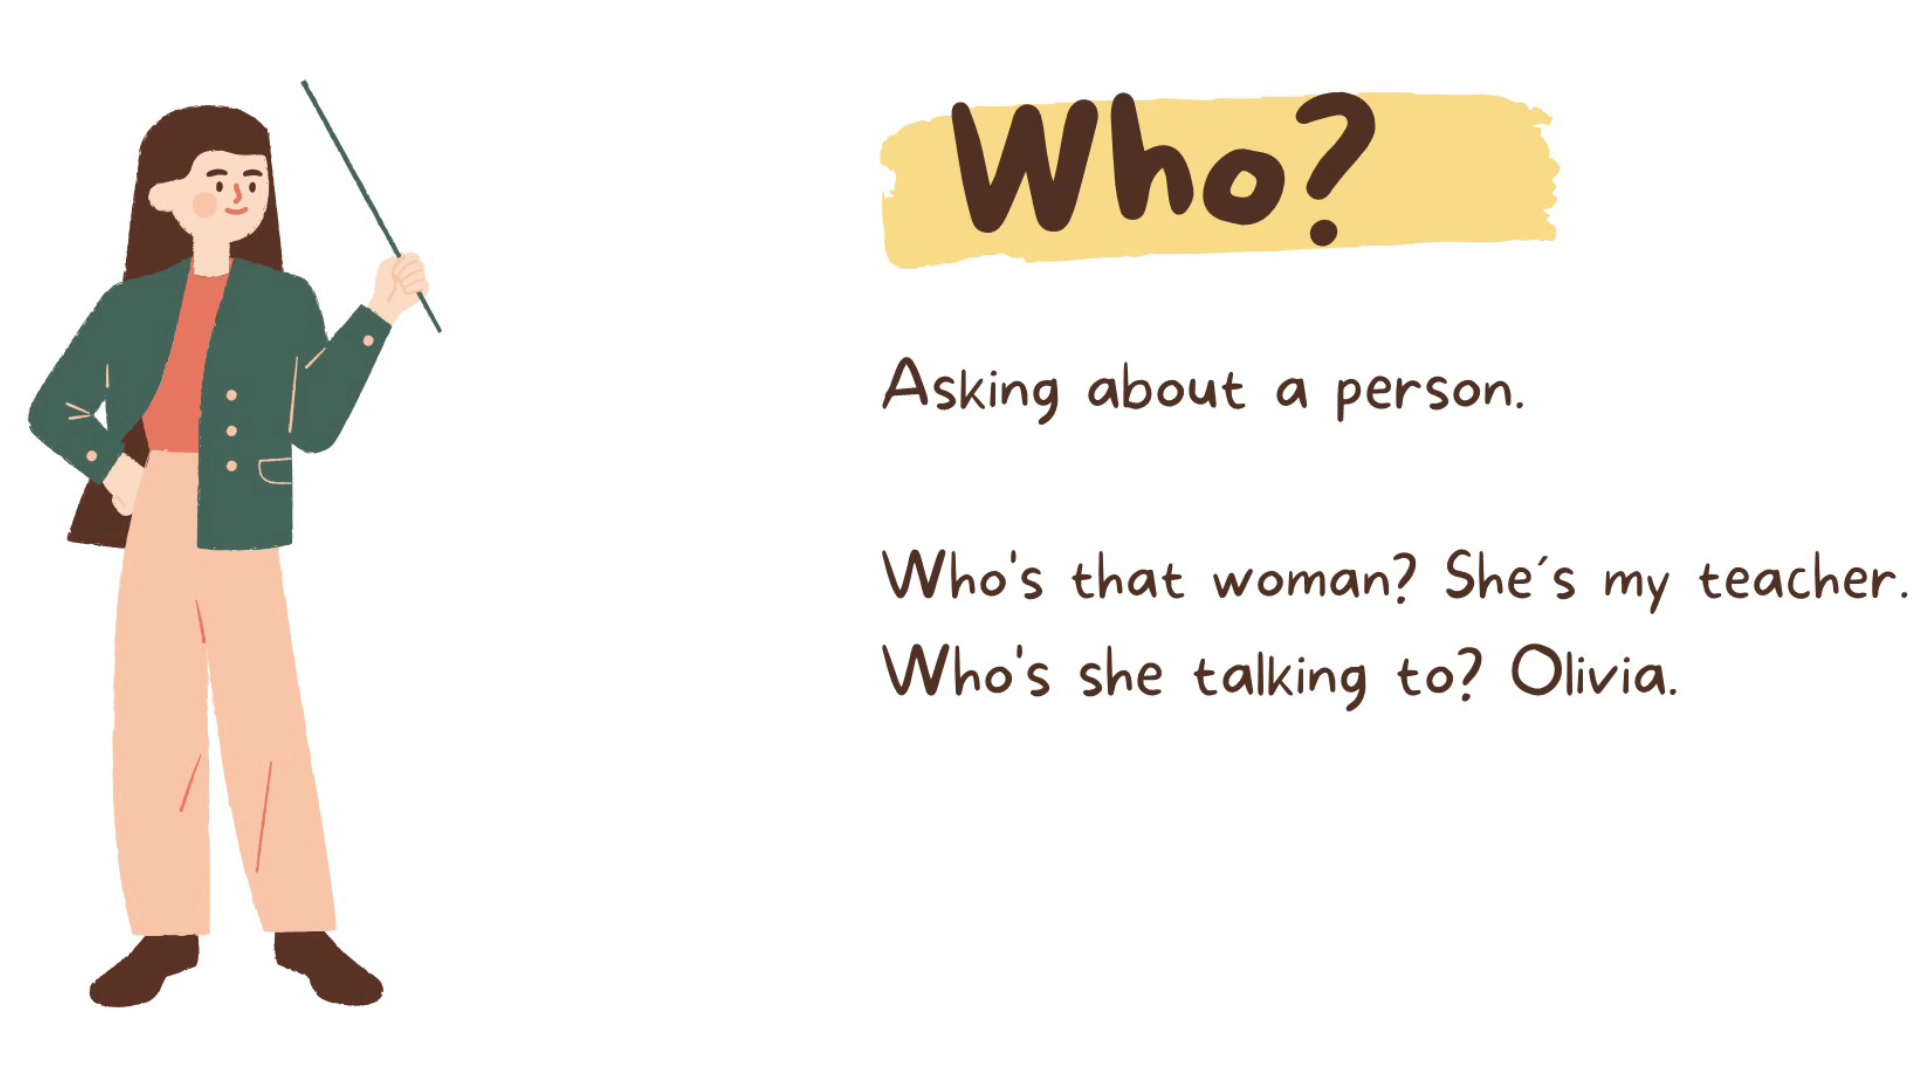 Who?
Asking about a person.
Who's that woman? She´s my teacher.
Who's she talking to? Olivia.